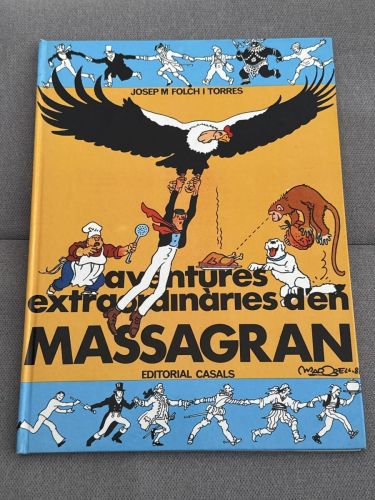 JOSEP M FOLCH I TORRES
aventures
extraordinàries d'en
MASSAGRAN
EDITORIAL CASALS